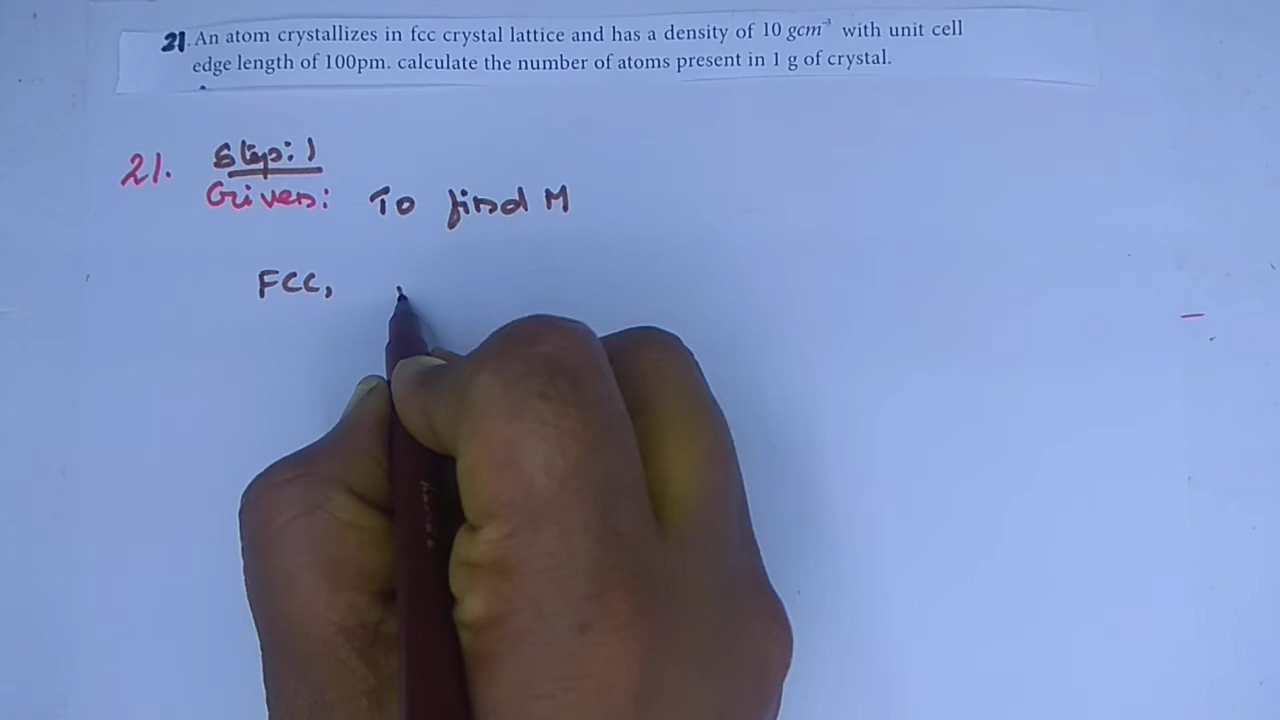 21. An atom crystallizes in fcc crystal lattice and has a density of 10 gcm⁻³ with unit cell
edge length of 100pm. calculate the number of atoms present in 1 g of crystal.
21. Step: 1
Given: To find M
FCC,